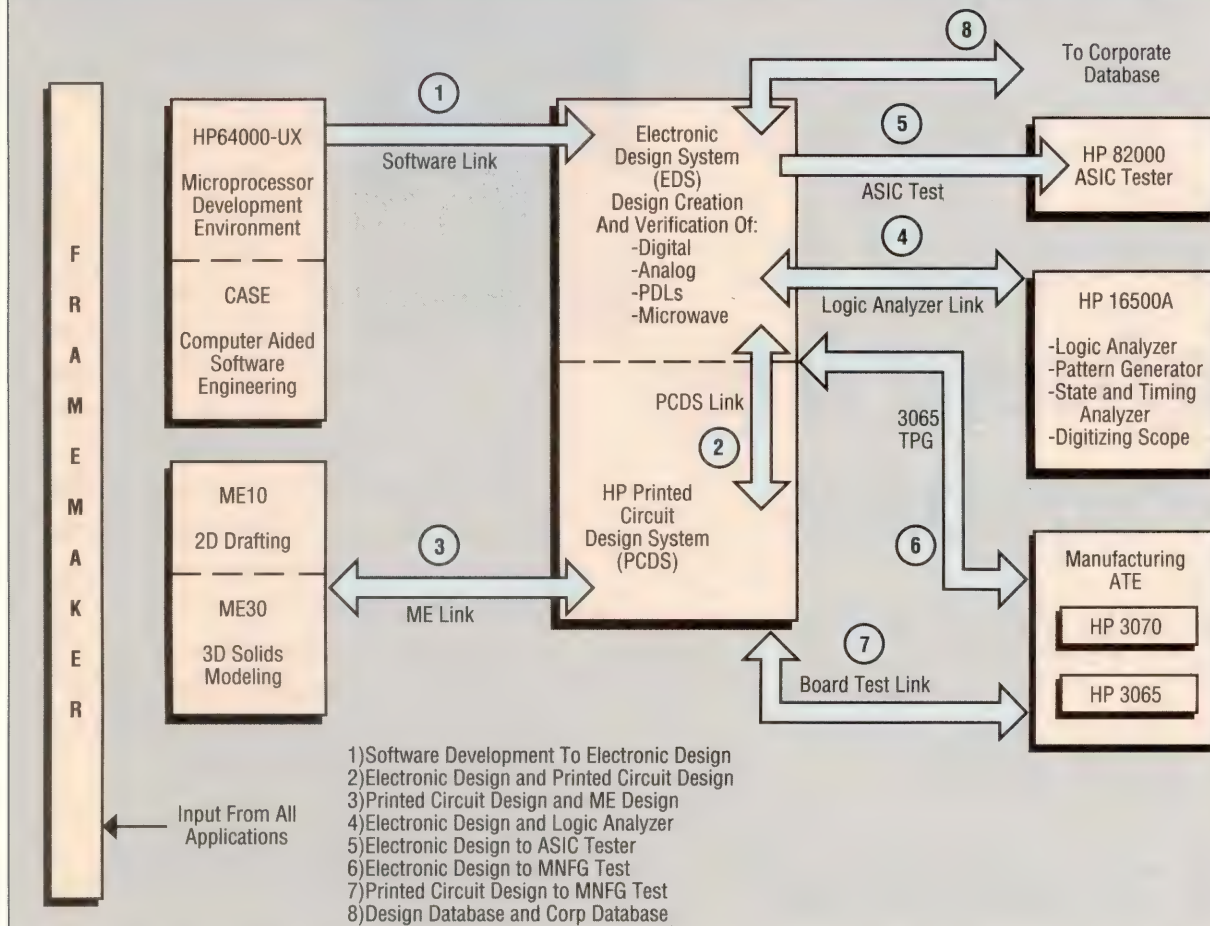 F
R
A
M
E
M
A
K
E
R
Input From All
Applications
HP64000-UX
Microprocessor
Development
Environment
CASE
Computer Aided
Software
Engineering
ME10
2D Drafting
ME30
3D Solids
Modeling
1
Software Link
3
ME Link
Electronic
Design System
(EDS)
Design Creation
And Verification Of:
-Digital
-Analog
-PDLs
-Microwave
PCDS Link
2
HP Printed
Circuit
Design System
(PCDS)
8
To Corporate
Database
5
ASIC Test
HP 82000
ASIC Tester
4
Logic Analyzer Link
HP 16500A
-Logic Analyzer
-Pattern Generator
-State and Timing
Analyzer
-Digitizing Scope
3065
TPG
6
7
Board Test Link
Manufacturing
ATE
HP 3070
HP 3065
1)Software Development To Electronic Design
2)Electronic Design and Printed Circuit Design
3)Printed Circuit Design and ME Design
4)Electronic Design and Logic Analyzer
5)Electronic Design to ASIC Tester
6)Electronic Design to MNFG Test
7)Printed Circuit Design to MNFG Test
8)Design Database and Corp Database